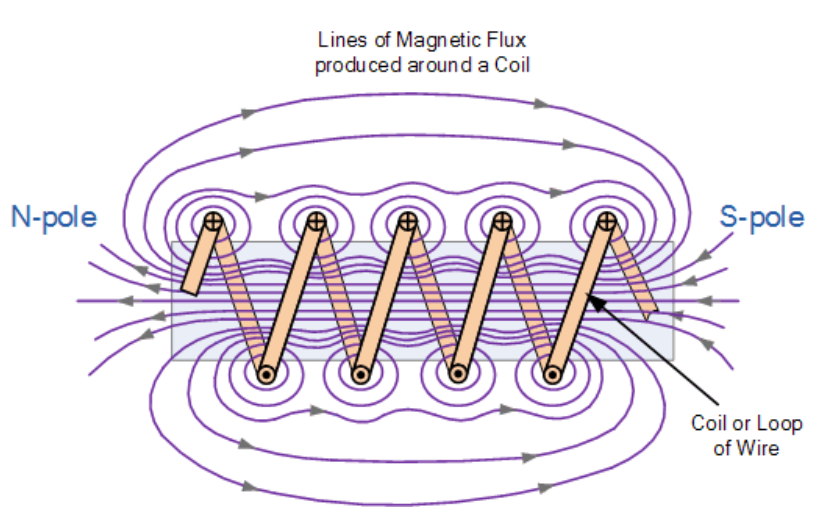 Lines of Magnetic Flux
produced around a Coil
N-pole
S-pole
Coil or Loop
of Wire